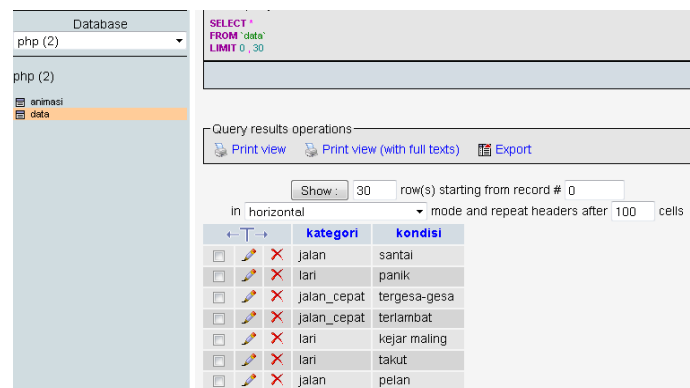 Database
php (2)
php (2)
animasi
data
SELECT *
FROM `data`
LIMIT 0 , 30
Query results operations
Print view Print view (with full texts) Export
Show : 30 row(s) starting from record # 0
in horizontal mode and repeat headers after 100 cells
←T→ kategori kondisi
jalan santai
lari panik
jalan_cepat tergesa-gesa
jalan_cepat terlambat
lari kejar maling
lari takut
jalan pelan